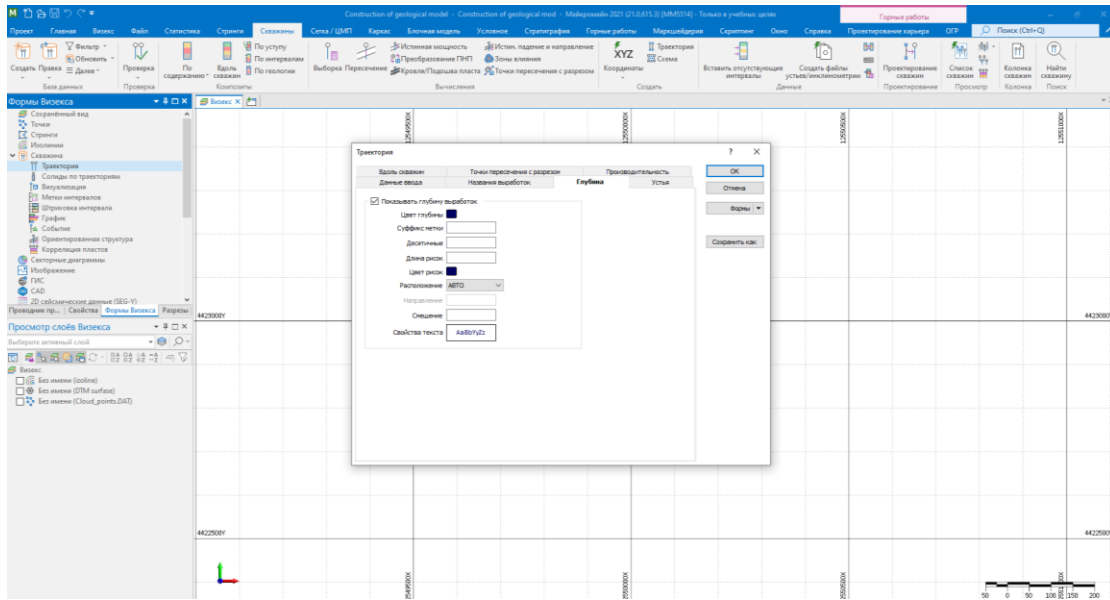 Construction of geological model - Construction of geological mod - Майкромайн 2021 (21.0.615.3) [MM5514] - Только в учебных целях
Горные работы
Проект Главная Визекс Файл Статистика Стринги Скважины Сетка / ЦМП Каркас Блочная модель Условное Стратиграфия Горные работы Маркшейдерия Скриптинг Окно Справка Проектирование карьера ОГР Поиск (Ctrl+Q)
Создать Правка Фильтр Обновить Далее
База данных
Проверка
Проверка
По содержанию Вдоль скважин По уступу По интервалам По геологии
Композиты
Выборка Пересечение Истинная мощность Преобразование ПНП Кровля/Подошва пласта Истин. падение и направление Зоны влияния Точки пересечения с разрезом
Вычисления
XYZ Координаты Траектория Схема
Создать
Вставить отсутствующие интервалы Создать файлы устьев/инклинометрии
Данные
Проектирование скважин
Проектирование
Список скважин
Просмотр
Колонка скважин
Колонка
Найти скважину
Поиск
Формы Визекса
Сохранённый вид
Точки
Стринги
Изолинии
Скважина
Траектория
Солиды по траекториям
Визуализация
Метки интервалов
Штриховка интервала
График
Событие
Ориентированная структура
Корреляция пластов
Секторные диаграммы
Изображение
ГИС
CAD
2D сейсмические данные (SEG-Y)
Проводник пр... Свойства Формы Визекса Разрезы
Просмотр слоёв Визекса
Выберите активный слой
Визекс
Без имени (izoline)
Без имени (DTM surface)
Без имени (Cloud_points.DAT)
Визекс
12549500X
12550000X
12550500X
12551000X
Траектория
? X
Вдоль скважин Точки пересечения с разрезом Производительность
Данные ввода Названия выработок Глубина Устья
Показывать глубину выработок
Цвет глубины
Суффикс метки
Десятичные
Длина рисок
Цвет рисок
Расположение АВТО
Направление
Смещение
Свойства текста AaBbYyZz
OK
Отмена
Формы
Сохранить как
4423000Y
4423000Y
4422500Y
4422500Y
50 0 50 100 150 200